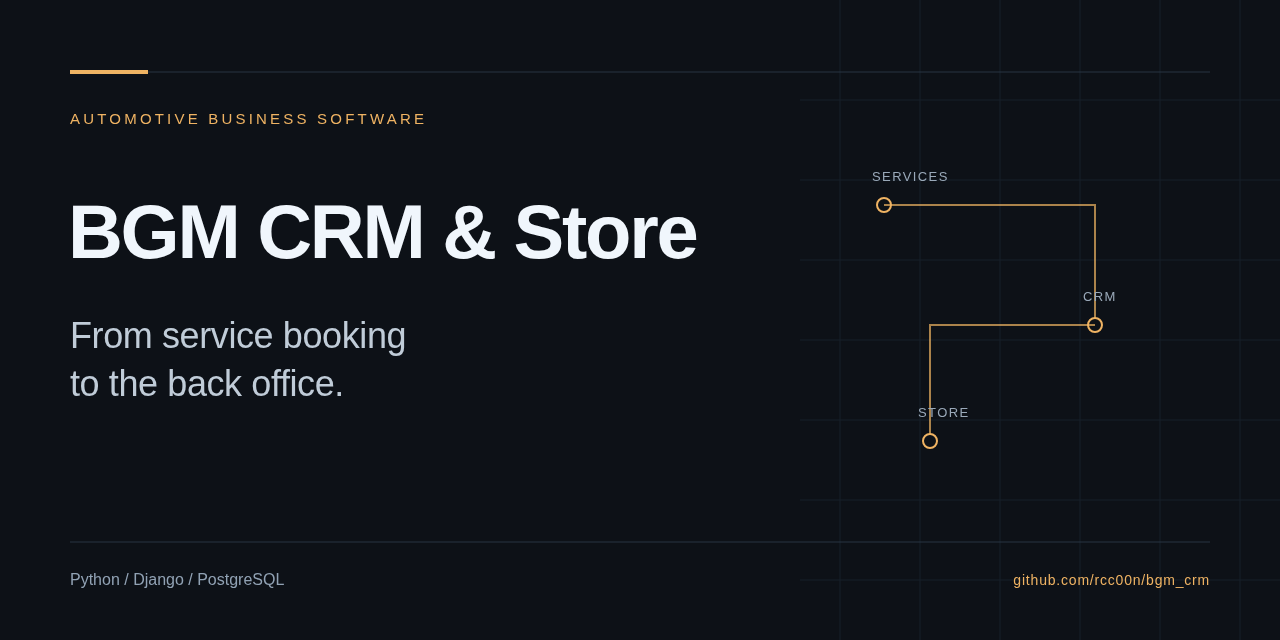 AUTOMOTIVE BUSINESS SOFTWARE
BGM CRM & Store
From service booking
to the back office.
SERVICES
CRM
STORE
Python / Django / PostgreSQL
github.com/rcc00n/bgm_crm